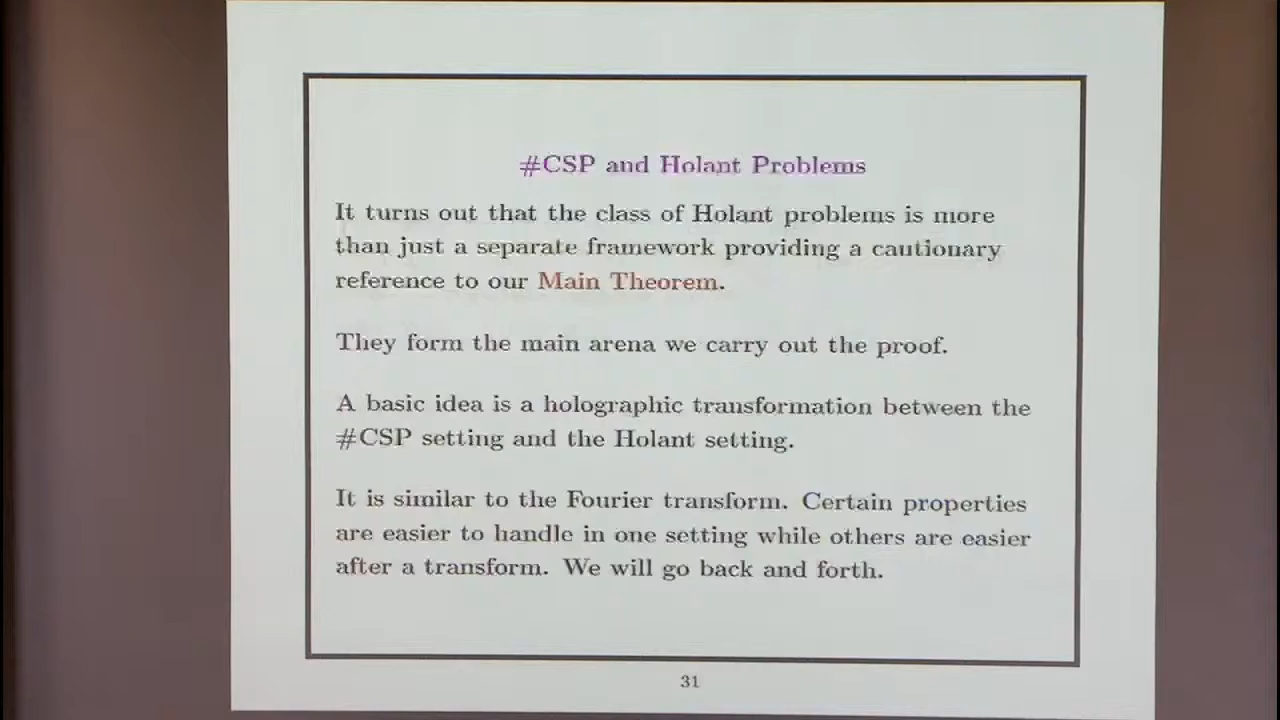 #CSP and Holant Problems
It turns out that the class of Holant problems is more
than just a separate framework providing a cautionary
reference to our Main Theorem.
They form the main arena we carry out the proof.
A basic idea is a holographic transformation between the
#CSP setting and the Holant setting.
It is similar to the Fourier transform. Certain properties
are easier to handle in one setting while others are easier
after a transform. We will go back and forth.
31